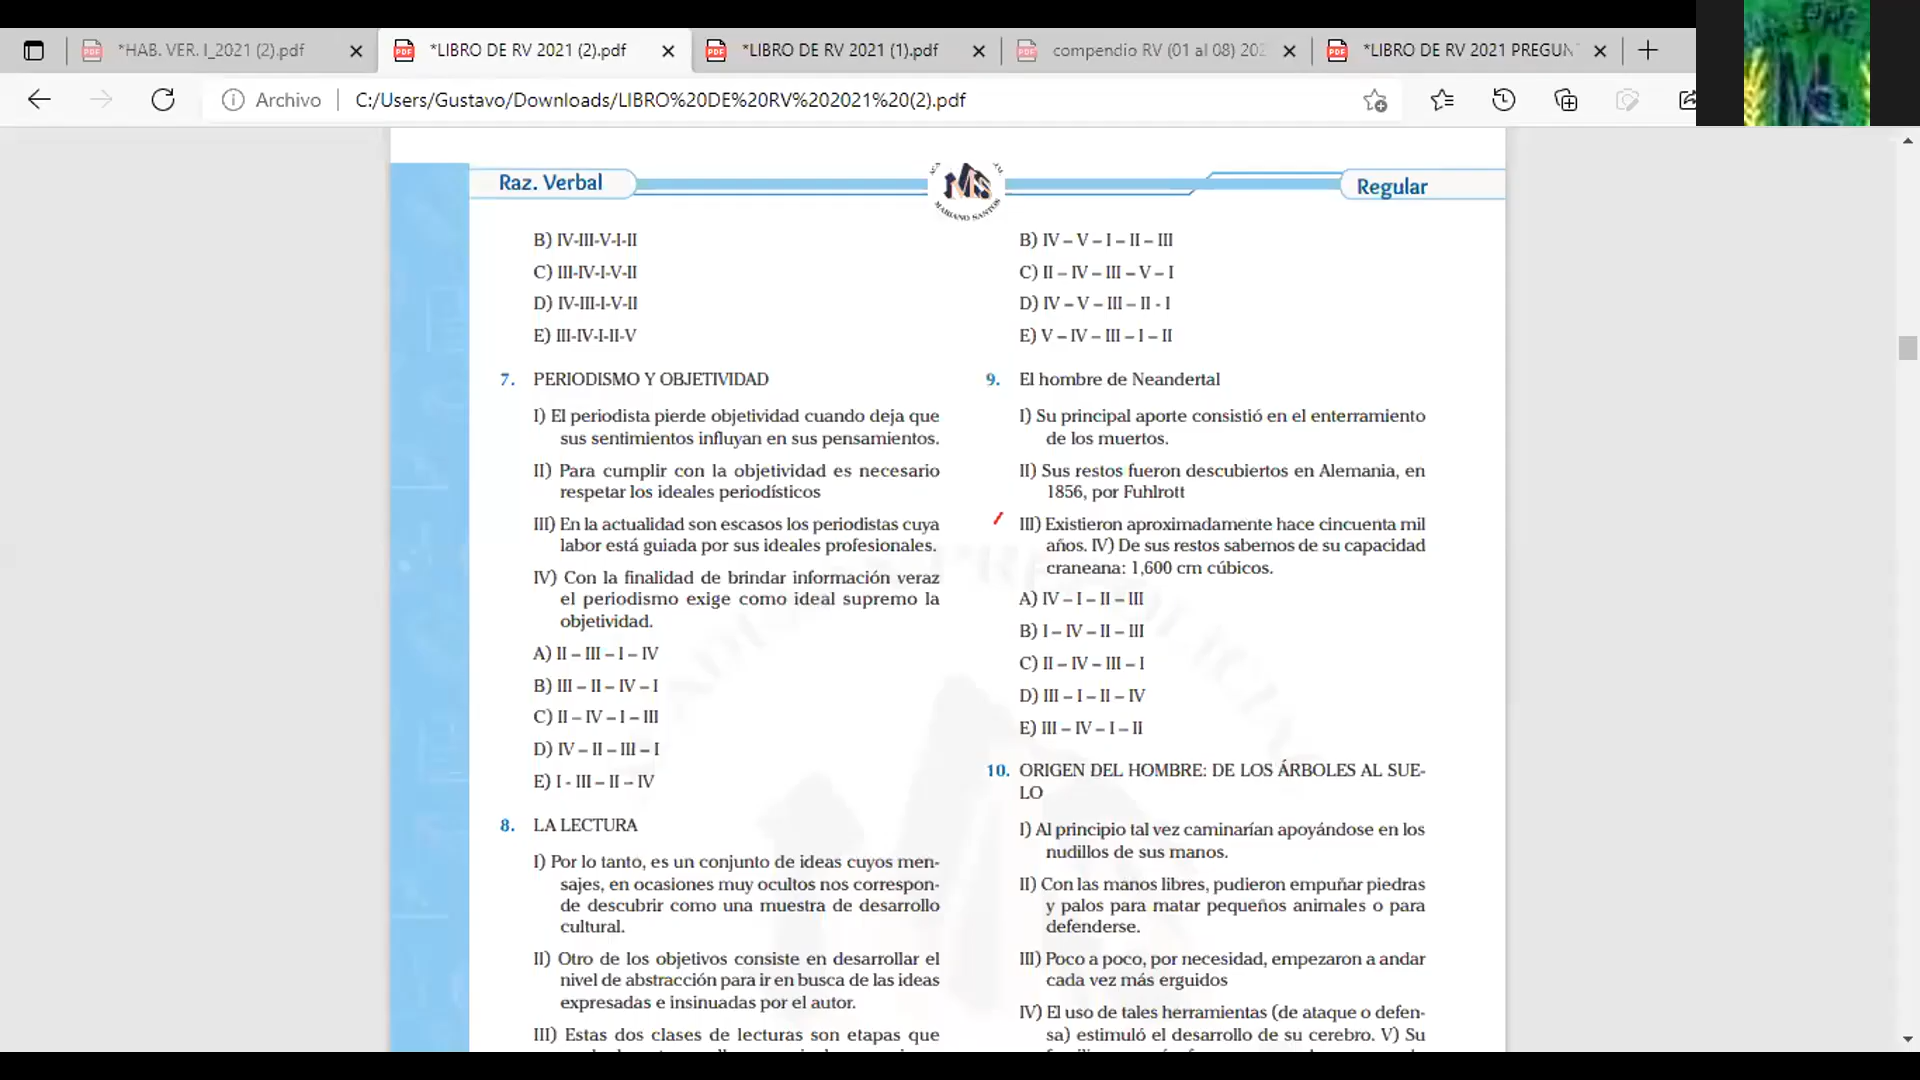 *HAB. VER. I_2021 (2).pdf
*LIBRO DE RV 2021 (2).pdf
*LIBRO DE RV 2021 (1).pdf
compendio RV (01 al 08) 202
*LIBRO DE RV 2021 PREGUN
Archivo
C:/Users/Gustavo/Downloads/LIBRO%20DE%20RV%202021%20(2).pdf
Raz. Verbal
MARIANO SANTOS
Regular
B) IV-III-V-I-II
C) III-IV-I-V-II
D) IV-III-I-V-II
E) III-IV-I-II-V
7. PERIODISMO Y OBJETIVIDAD
I) El periodista pierde objetividad cuando deja que
sus sentimientos influyan en sus pensamientos.
II) Para cumplir con la objetividad es necesario
respetar los ideales periodísticos
III) En la actualidad son escasos los periodistas cuya
labor está guiada por sus ideales profesionales.
IV) Con la finalidad de brindar información veraz
el periodismo exige como ideal supremo la
objetividad.
A) II – III – I – IV
B) III – II – IV – I
C) II – IV – I – III
D) IV – II – III – I
E) I - III – II – IV
8. LA LECTURA
I) Por lo tanto, es un conjunto de ideas cuyos men-
sajes, en ocasiones muy ocultos nos correspon-
de descubrir como una muestra de desarrollo
cultural.
II) Otro de los objetivos consiste en desarrollar el
nivel de abstracción para ir en busca de las ideas
expresadas e insinuadas por el autor.
III) Estas dos clases de lecturas son etapas que
B) IV – V – I – II – III
C) II – IV – III – V – I
D) IV – V – III – II - I
E) V – IV – III – I – II
9. El hombre de Neandertal
I) Su principal aporte consistió en el enterramiento
de los muertos.
II) Sus restos fueron descubiertos en Alemania, en
1856, por Fuhlrott
III) Existieron aproximadamente hace cincuenta mil
años. IV) De sus restos sabemos de su capacidad
craneana: 1,600 cm cúbicos.
A) IV – I – II – III
B) I – IV – II – III
C) II – IV – III – I
D) III – I – II – IV
E) III – IV – I – II
10. ORIGEN DEL HOMBRE: DE LOS ÁRBOLES AL SUE-
LO
I) Al principio tal vez caminarían apoyándose en los
nudillos de sus manos.
II) Con las manos libres, pudieron empuñar piedras
y palos para matar pequeños animales o para
defenderse.
III) Poco a poco, por necesidad, empezaron a andar
cada vez más erguidos
IV) El uso de tales herramientas (de ataque o defen-
sa) estimuló el desarrollo de su cerebro. V) Su